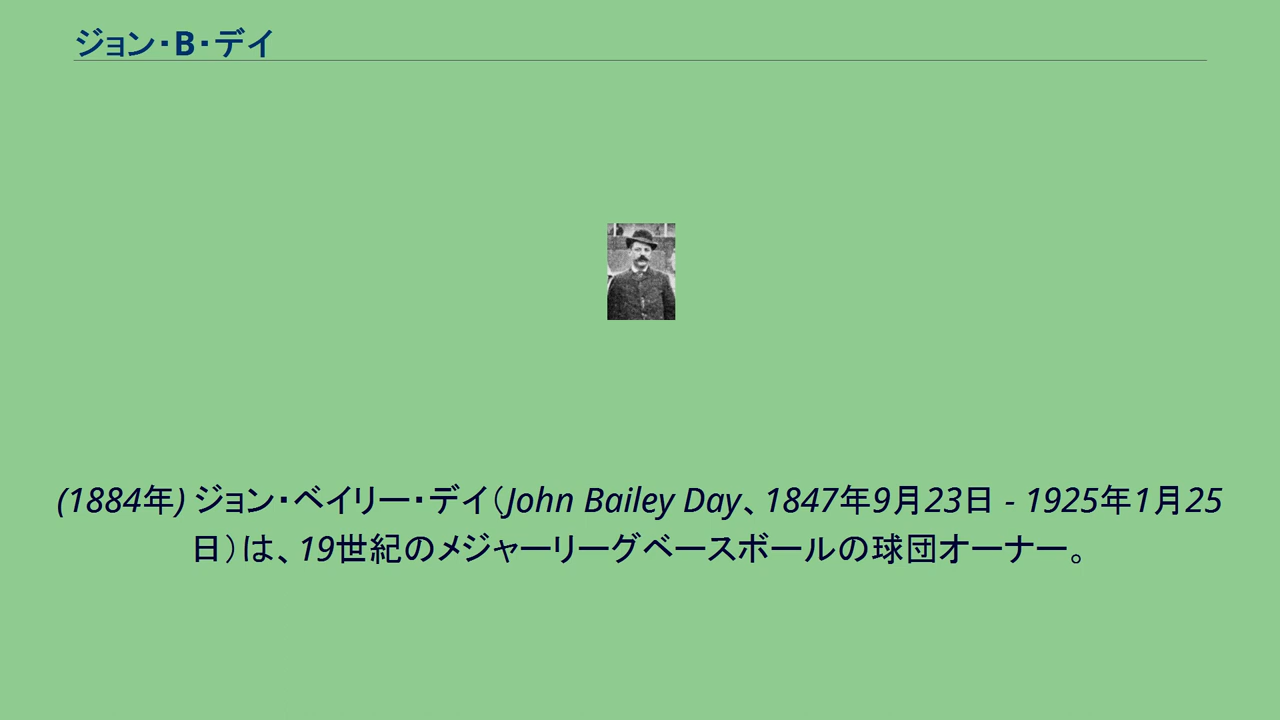 ジョン・B・デイ
(1884年) ジョン・ベイリー・デイ（John Bailey Day、1847年9月23日 - 1925年1月25
日）は、19世紀のメジャーリーグベースボールの球団オーナー。